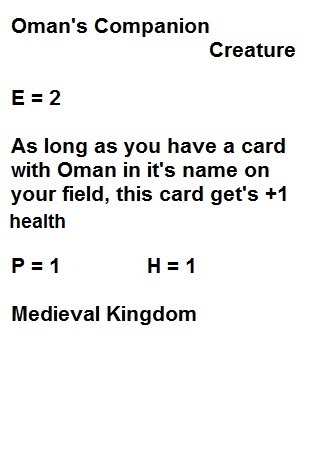 Oman's Companion
Creature
E = 2
As long as you have a card
with Oman in it's name on
your field, this card get's +1
health
P = 1 H = 1
Medieval Kingdom